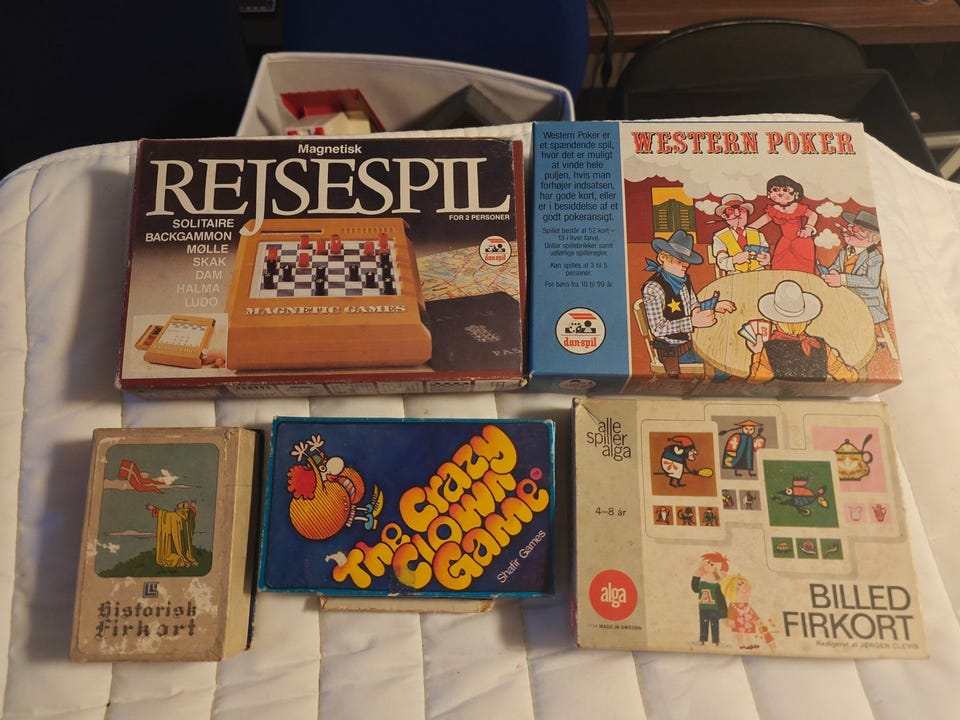 Magnetisk
REJSESPIL
FOR 2 PERSONER
SOLITAIRE
BACKGAMMON
MØLLE
SKAK
DAM
HALMA
LUDO
dan-spil
MAGNETIC GAMES
Western Poker er
et spændende spil,
hvor det er muligt
at vinde hele
puljen, hvis man
forhøjer indsatsen,
har gode kort, eller
er i besiddelse af et
godt pokeransigt.
Spillet består af 52 kort –
13 i hver farve.
Dollar spillebrikker samt
udførlige spilleregler.
Kan spilles af 3 til 5
personer.
For børn fra 10 til 99 år.
dan-spil
WESTERN POKER
Historisk
Firkort
The Crazy
Clown
Game
Shafir Games
alle
spiller
alga
4–8 år
alga
MADE IN SWEDEN
BILLED
FIRKORT
Redigeret af JØRGEN CLEVIN